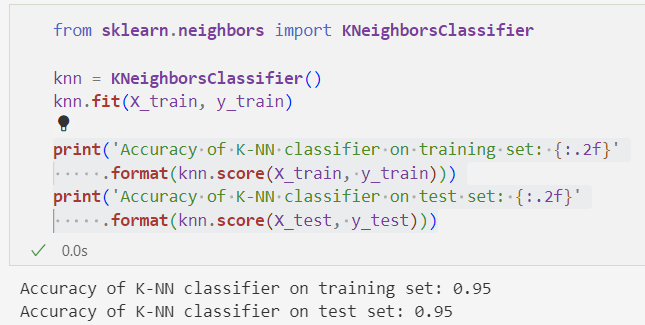 from sklearn.neighbors import KNeighborsClassifier
knn = KNeighborsClassifier()
knn.fit(X_train, y_train)
print('Accuracy·of·K-NN·classifier·on·training·set:·{:.2f}'
·····.format(knn.score(X_train,·y_train)))
print('Accuracy·of·K-NN·classifier·on·test·set:·{:.2f}'
·····.format(knn.score(X_test,·y_test)))
0.0s
Accuracy of K-NN classifier on training set: 0.95
Accuracy of K-NN classifier on test set: 0.95